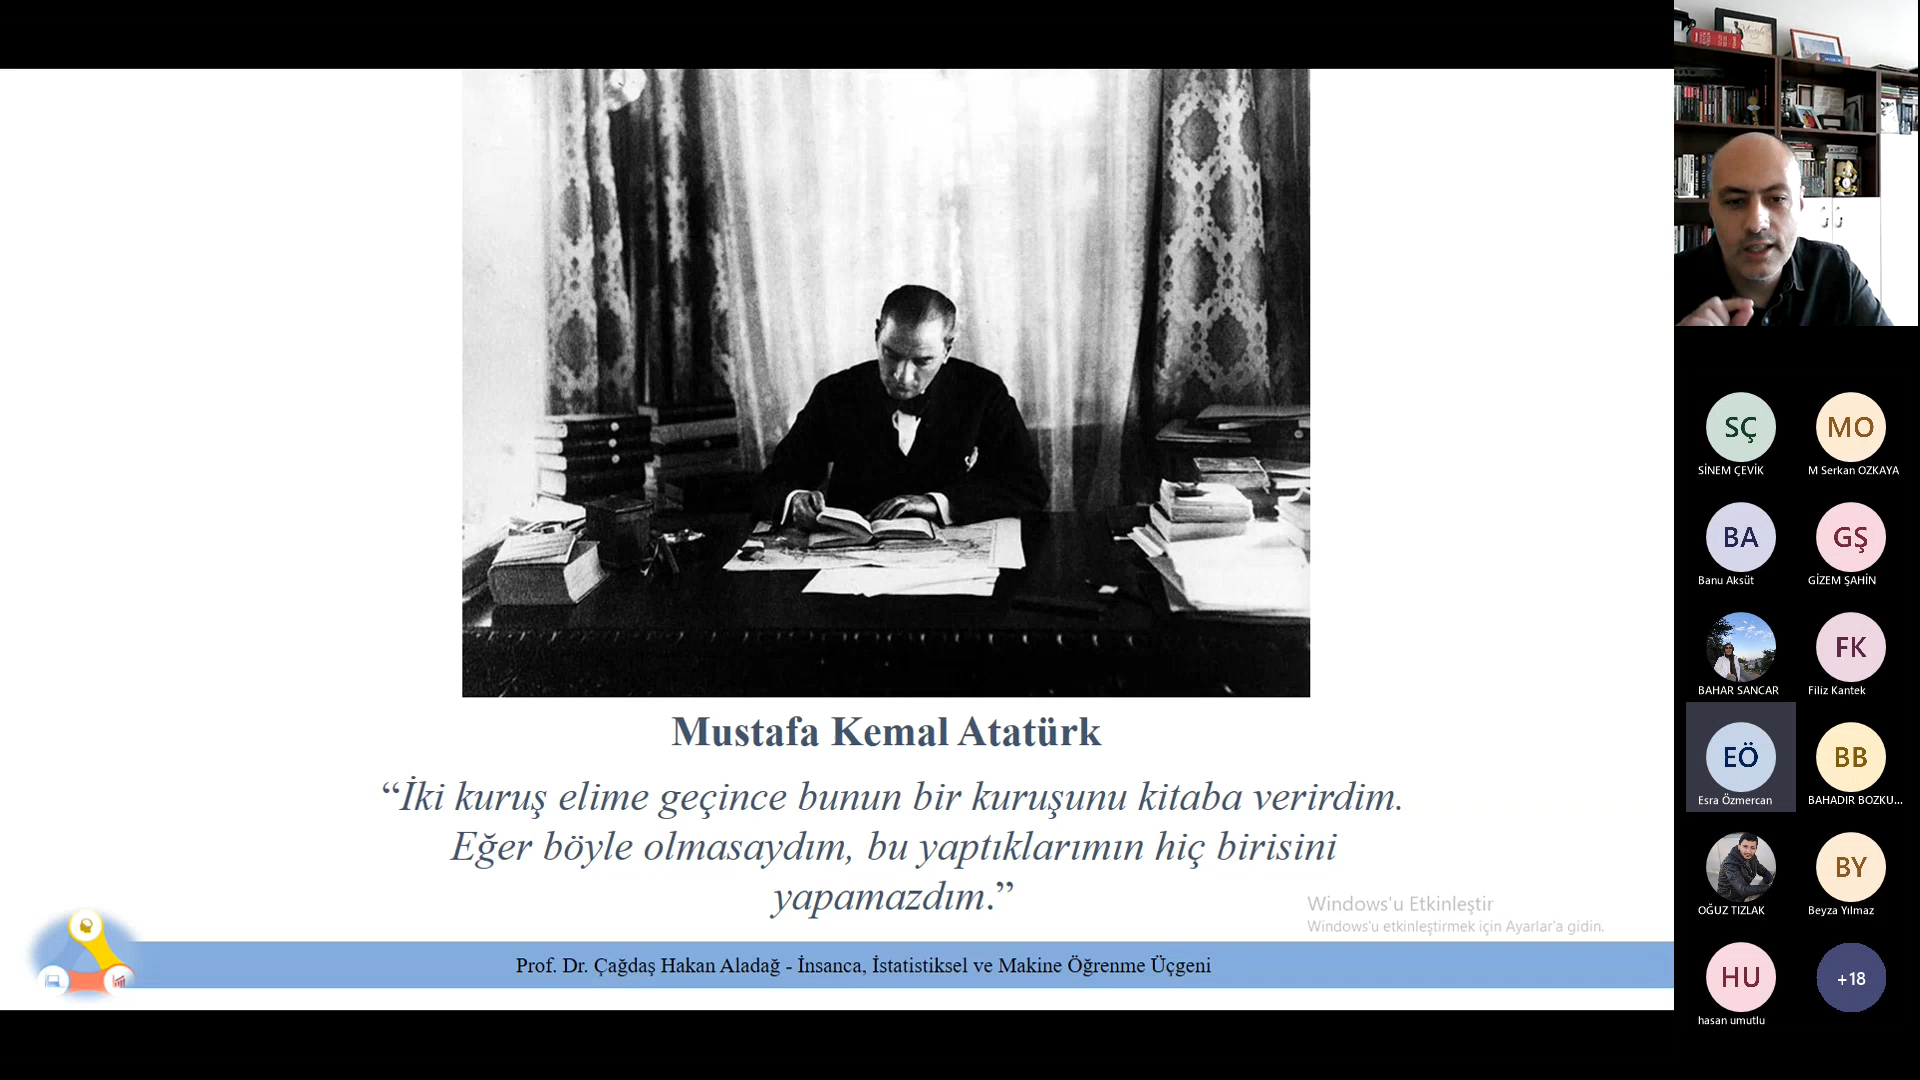 Mustafa Kemal Atatürk
“İki kuruş elime geçince bunun bir kuruşunu kitaba verirdim.
Eğer böyle olmasaydım, bu yaptıklarımın hiç birisini
yapamazdım.”
Windows'u Etkinleştir
Windows'u etkinleştirmek için Ayarlar'a gidin.
Prof. Dr. Çağdaş Hakan Aladağ - İnsanca, İstatistiksel ve Makine Öğrenme Üçgeni
SÇ
SİNEM ÇEVİK
MO
M Serkan OZKAYA
BA
Banu Aksüt
GŞ
GİZEM ŞAHİN
BAHAR SANCAR
FK
Filiz Kantek
EÖ
Esra Özmercan
BB
BAHADIR BOZKU...
OĞUZ TIZLAK
BY
Beyza Yılmaz
HU
hasan umutlu
+18